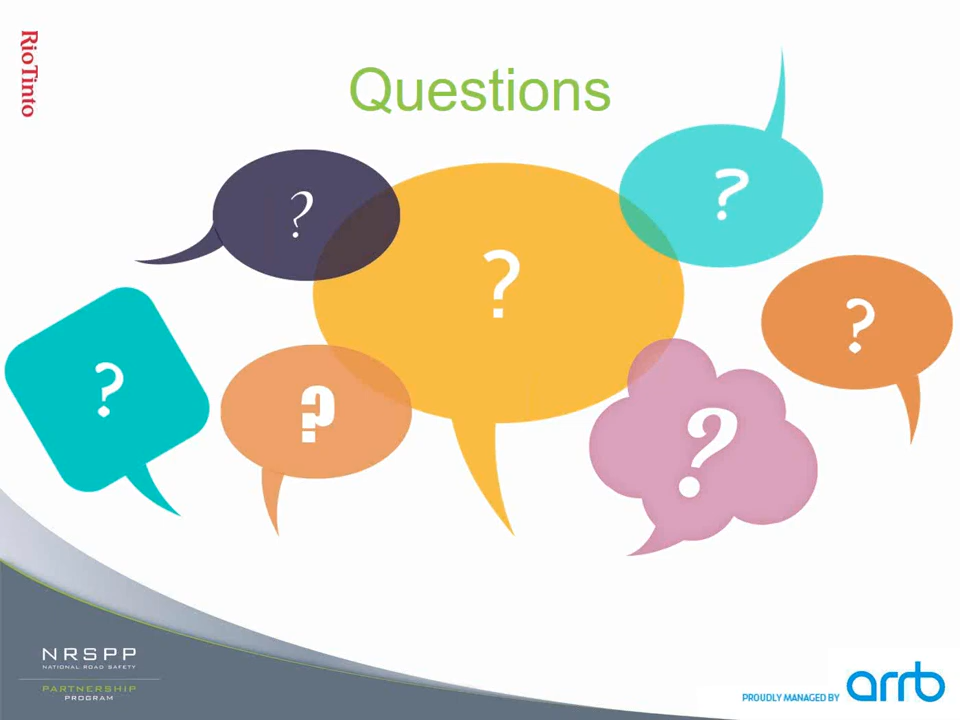 RioTinto
Questions
?
?
?
?
?
?
?
NRSPP
NATIONAL ROAD SAFETY
PARTNERSHIP
PROGRAM
PROUDLY MANAGED BY
arrb